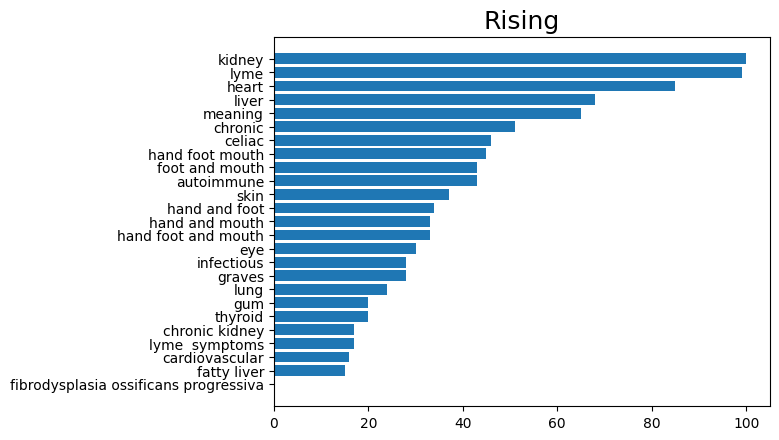 Rising
kidney
lyme
heart
liver
meaning
chronic
celiac
hand foot mouth
foot and mouth
autoimmune
skin
hand and foot
hand and mouth
hand foot and mouth
eye
infectious
graves
lung
gum
thyroid
chronic kidney
lyme  symptoms
cardiovascular
fatty liver
fibrodysplasia ossificans progressiva
0 20 40 60 80 100